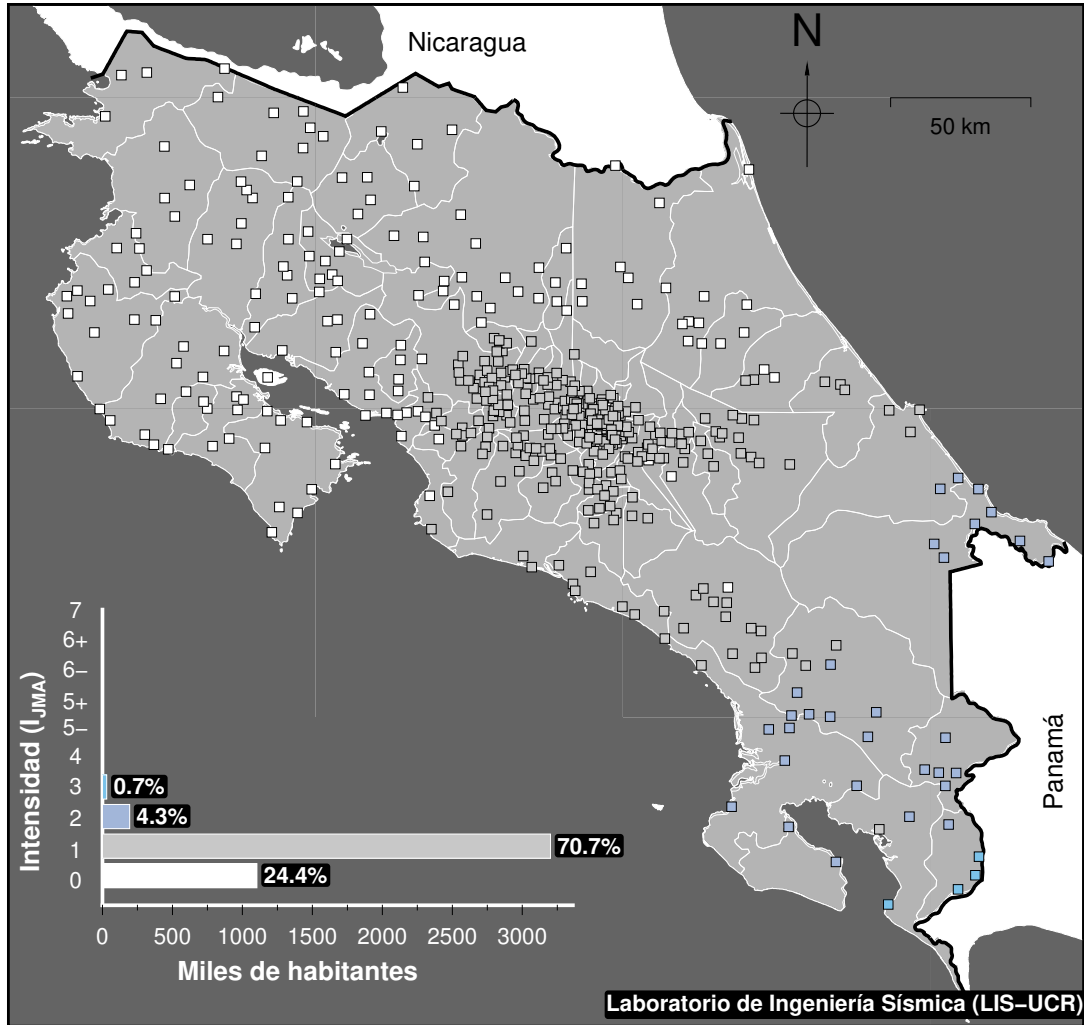 Nicaragua
N
50 km
Panamá
Intensidad (I_JMA)
7
6+
6−
5+
5−
4
3 0.7%
2 4.3%
1 70.7%
0 24.4%
0 500 1000 1500 2000 2500 3000
Miles de habitantes
Laboratorio de Ingeniería Sísmica (LIS−UCR)